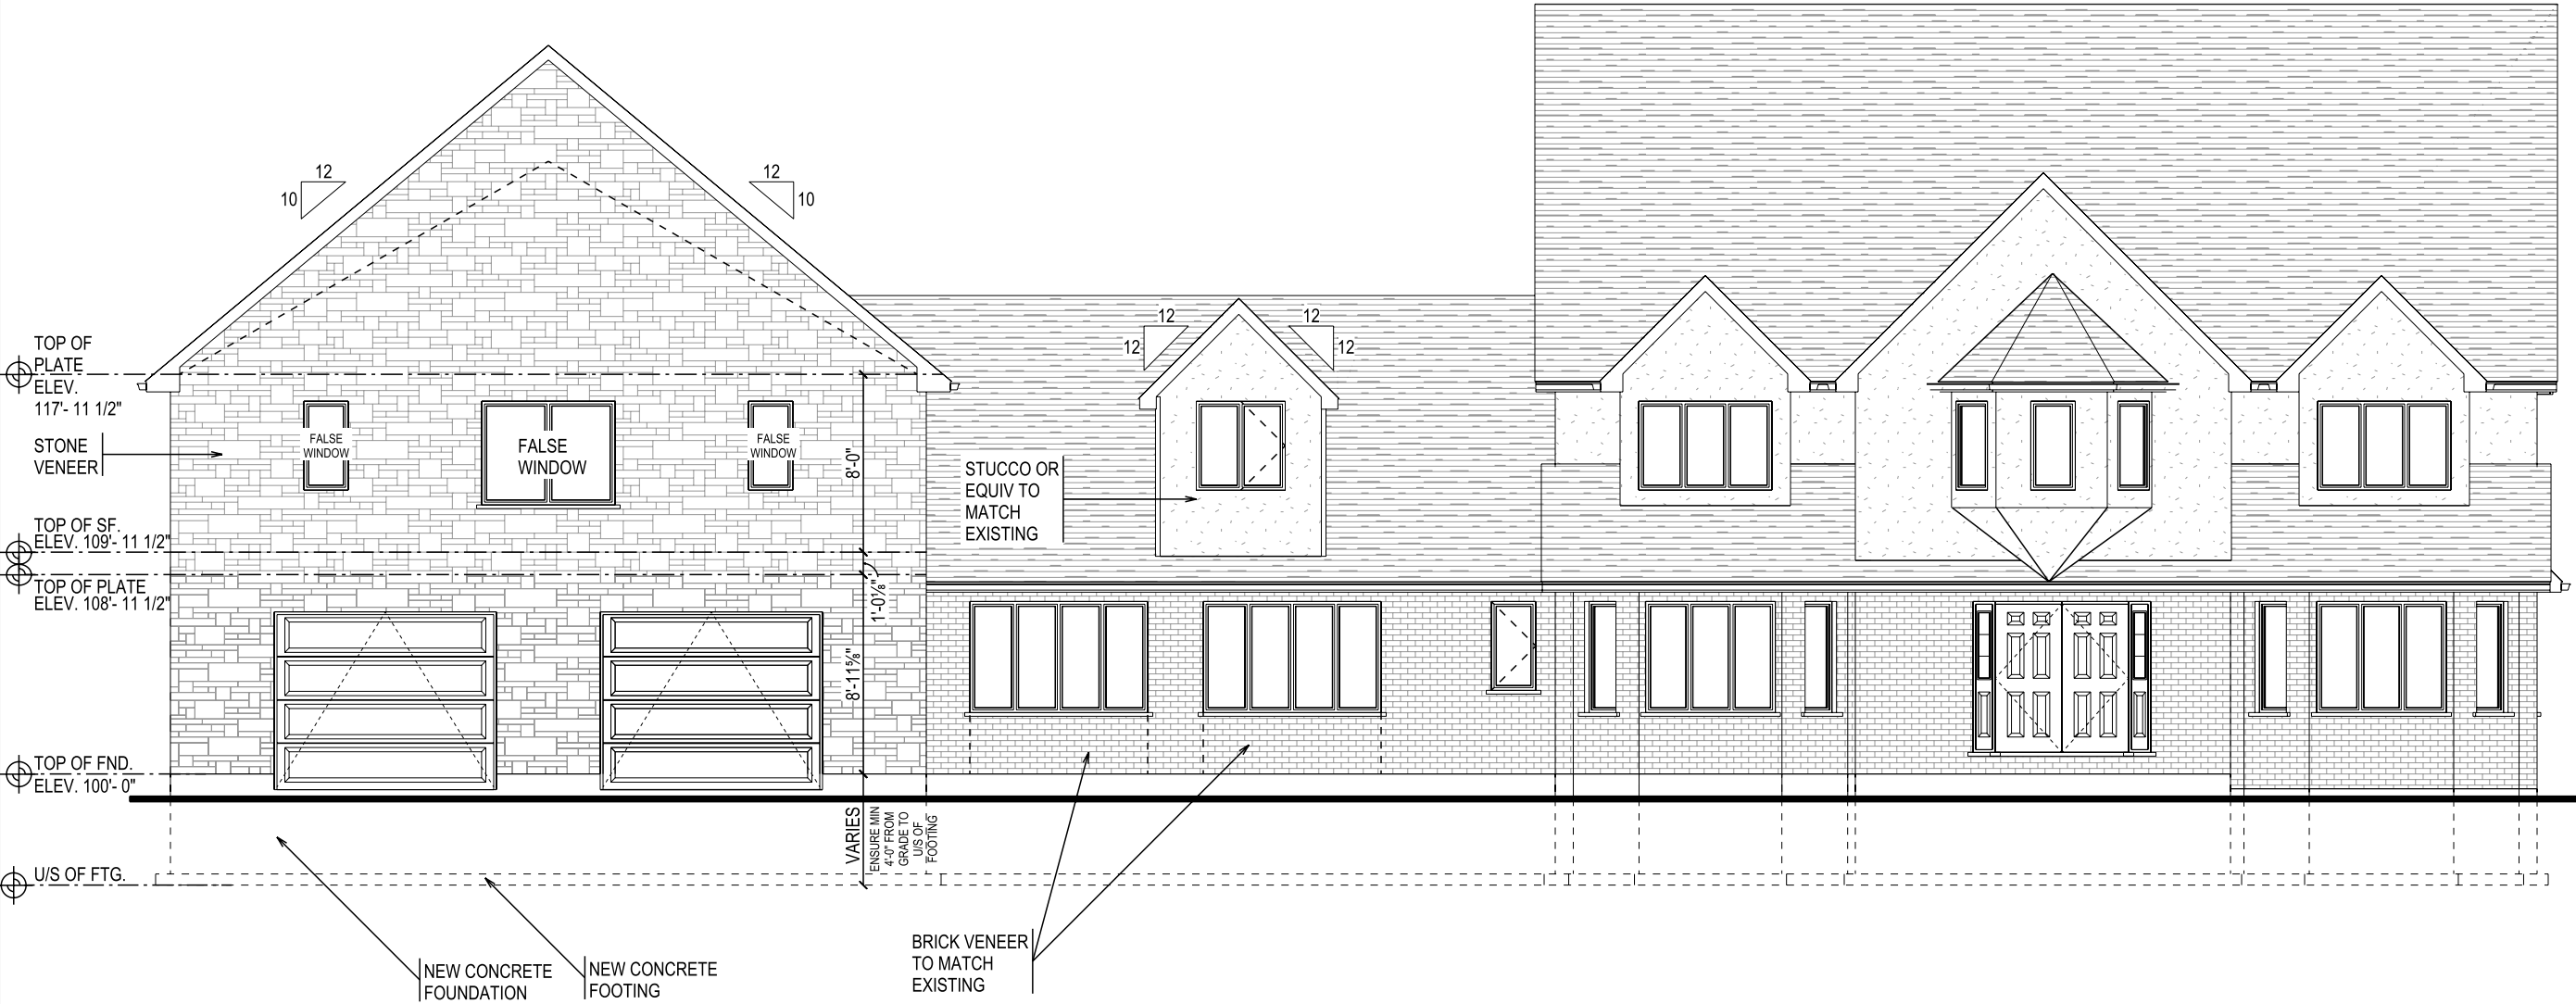 12
10
12
10
TOP OF
PLATE
ELEV.
117'- 11 1/2"
STONE
VENEER
FALSE
WINDOW
FALSE
WINDOW
FALSE
WINDOW
8'-0"
12
12
12
12
STUCCO OR
EQUIV TO
MATCH
EXISTING
TOP OF SF.
ELEV. 109'- 11 1/2"
TOP OF PLATE
ELEV. 108'- 11 1/2"
1'-0⅛"
8'-11⅝"
TOP OF FND.
ELEV. 100'- 0"
VARIES
ENSURE MIN
4'-0" FROM
GRADE TO
U/S OF
FOOTING
U/S OF FTG.
NEW CONCRETE
FOUNDATION
NEW CONCRETE
FOOTING
BRICK VENEER
TO MATCH
EXISTING